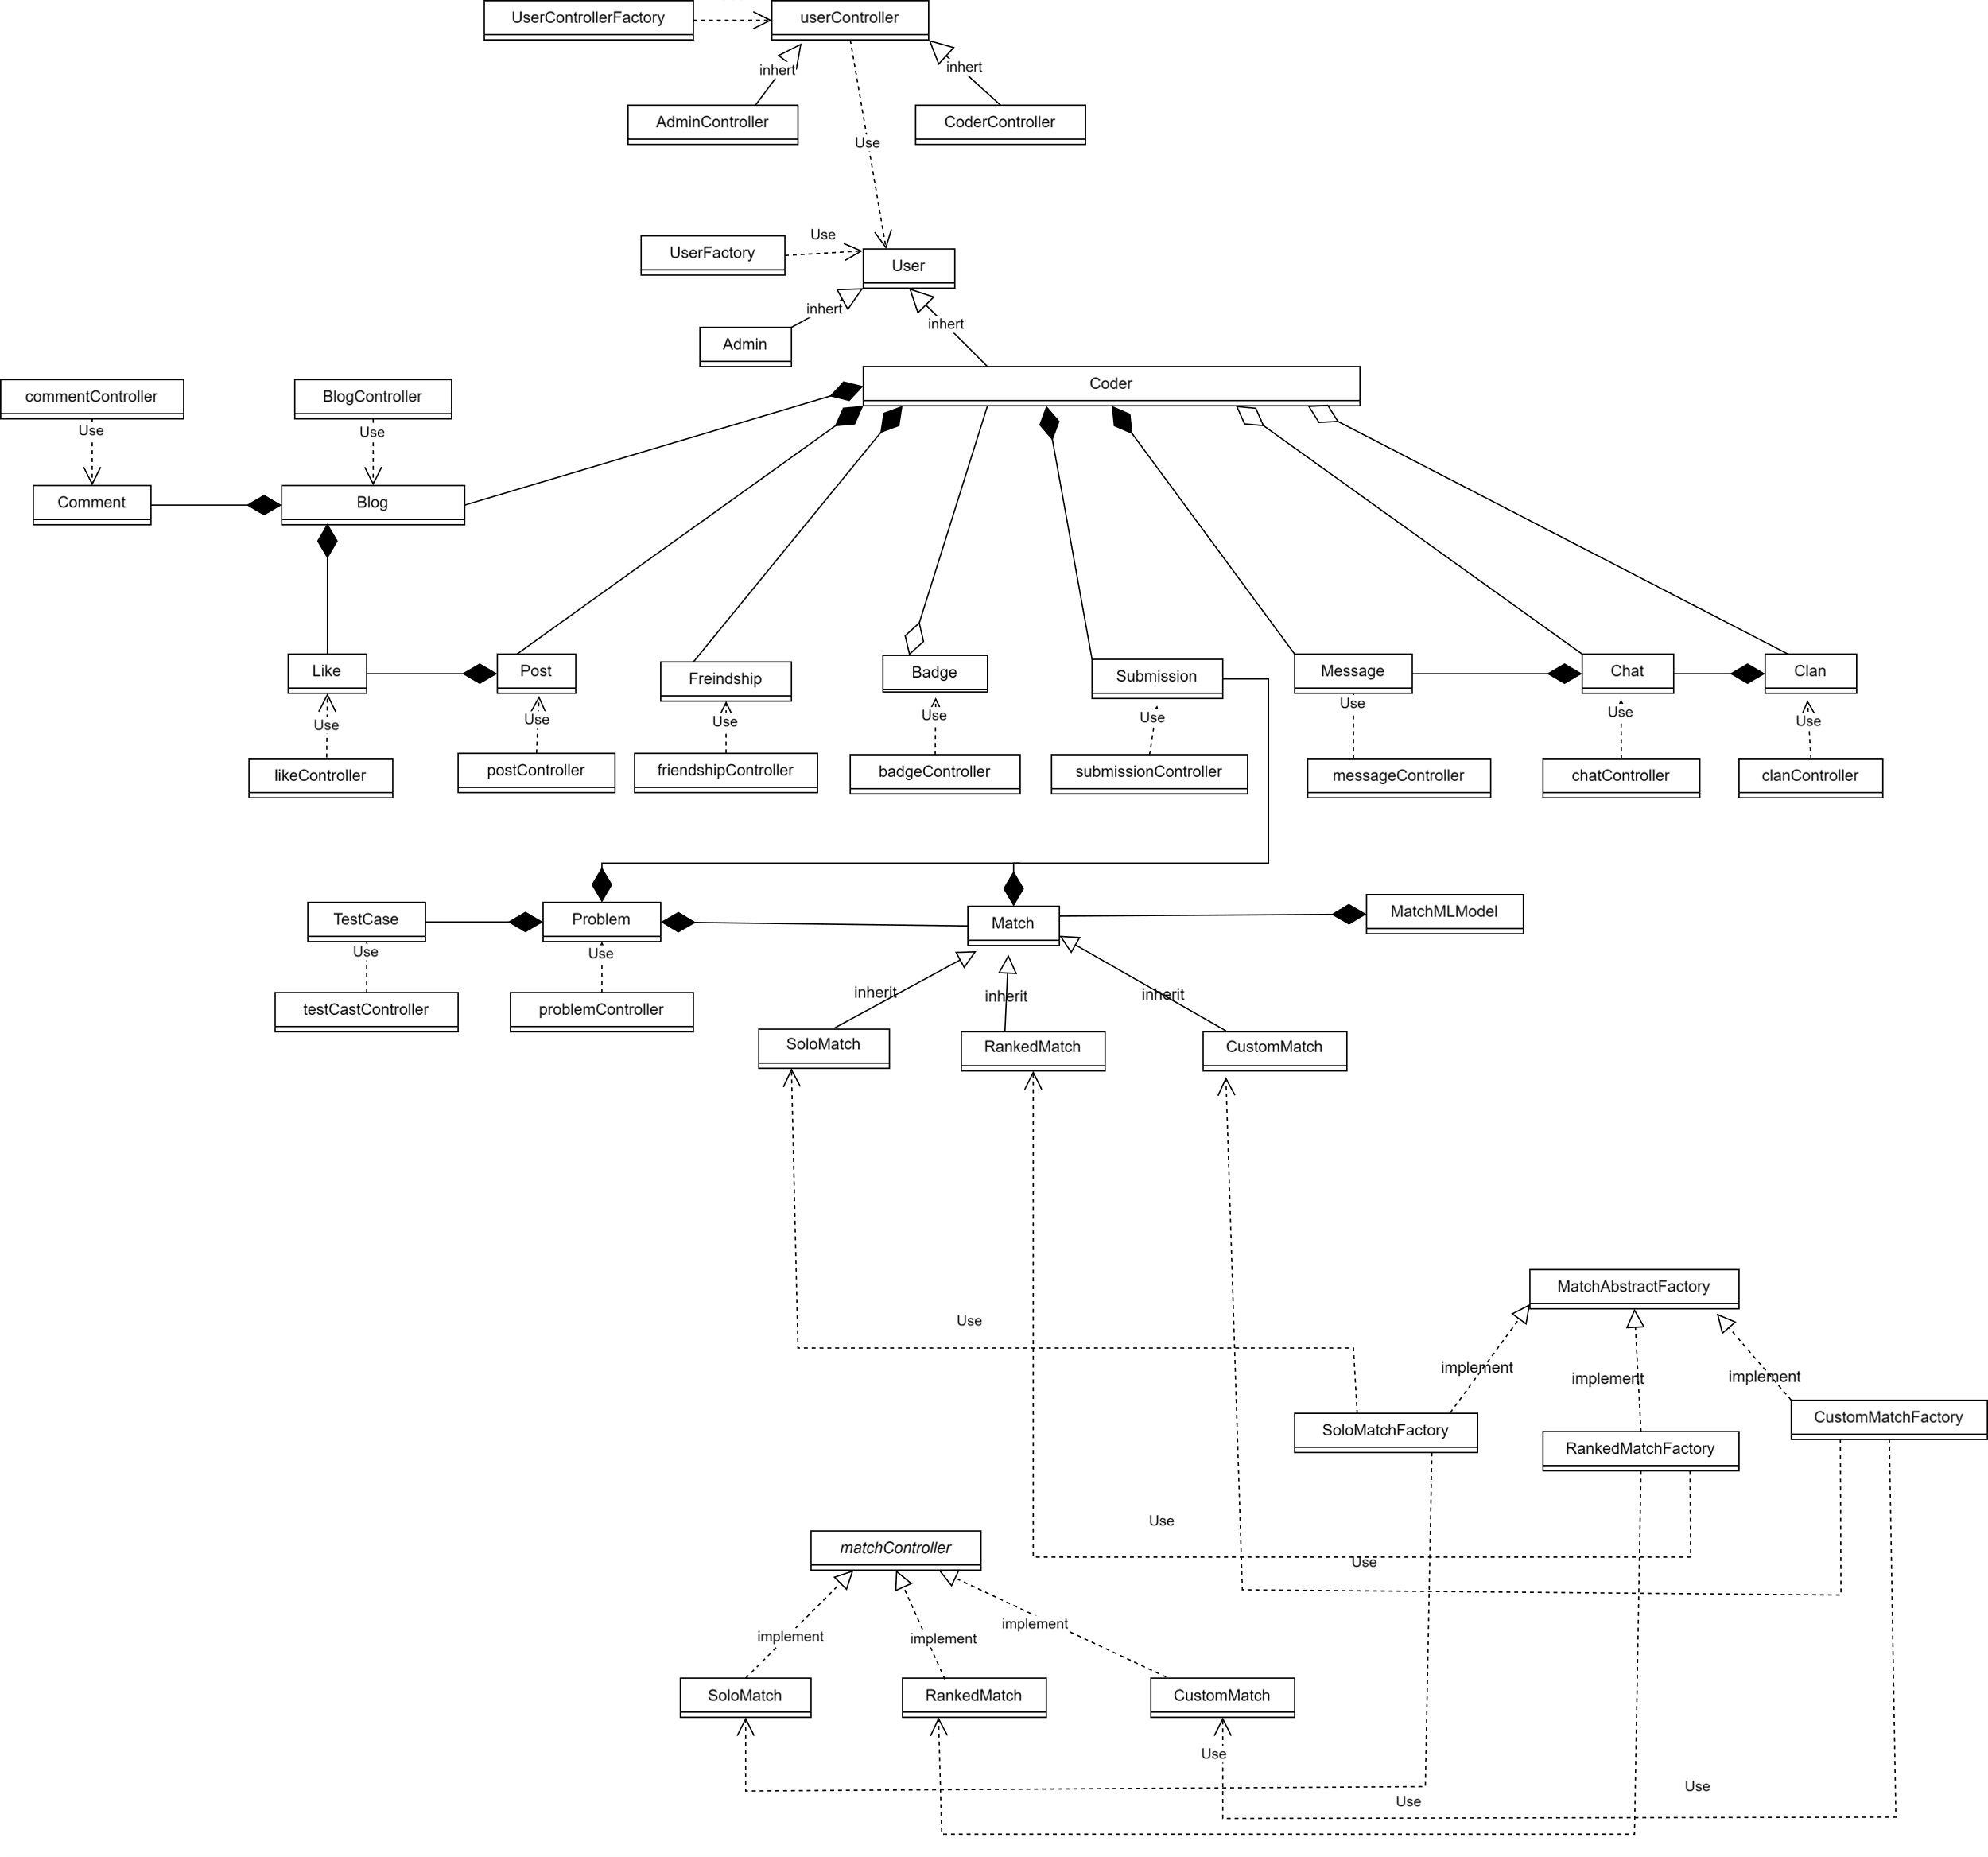 UserControllerFactory
userController
inhert
inhert
AdminController
CoderController
Use
UserFactory
Use
User
inhert
inhert
Admin
Coder
commentController
BlogController
Use
Use
Comment
Blog
Like
Post
Freindship
Badge
Submission
Message
Chat
Clan
Use
Use
Use
Use
Use
Use
Use
Use
likeController
postController
friendshipController
badgeController
submissionController
messageController
chatController
clanController
TestCase
Problem
Match
MatchMLModel
Use
Use
testCastController
problemController
inherit
inherit
inherit
SoloMatch
RankedMatch
CustomMatch
MatchAbstractFactory
Use
implement
implement
implement
SoloMatchFactory
RankedMatchFactory
CustomMatchFactory
Use
Use
matchController
implement
implement
implement
SoloMatch
RankedMatch
CustomMatch
Use
Use
Use